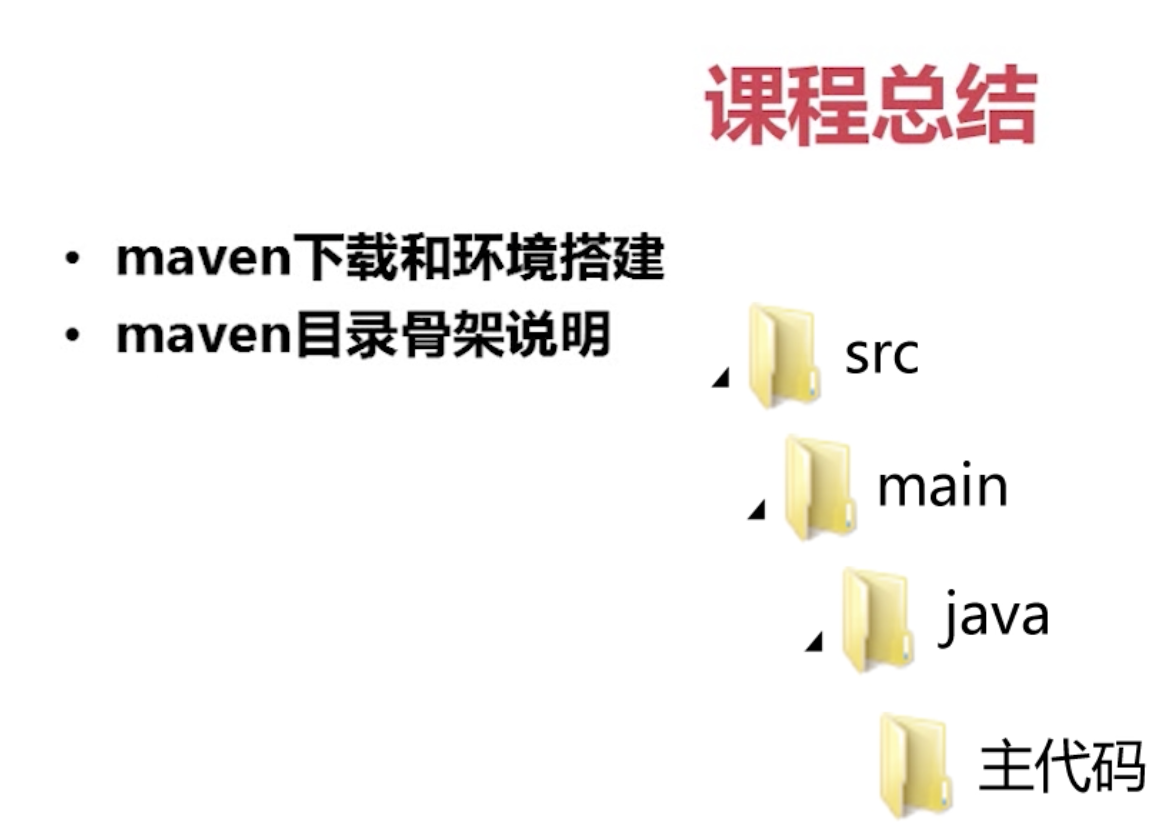 课程总结
• maven下载和环境搭建
• maven目录骨架说明
src
main
java
主代码